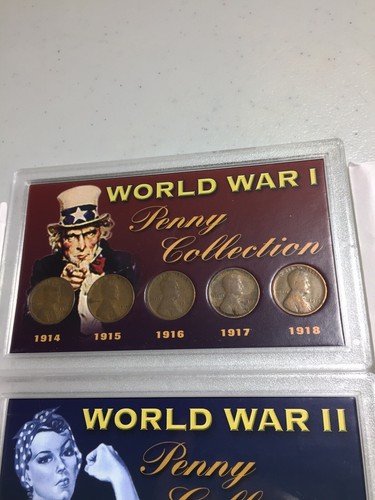 WORLD WAR I
Penny
Collection
1914 1915 1916 1917 1918
WORLD WAR II
Penny